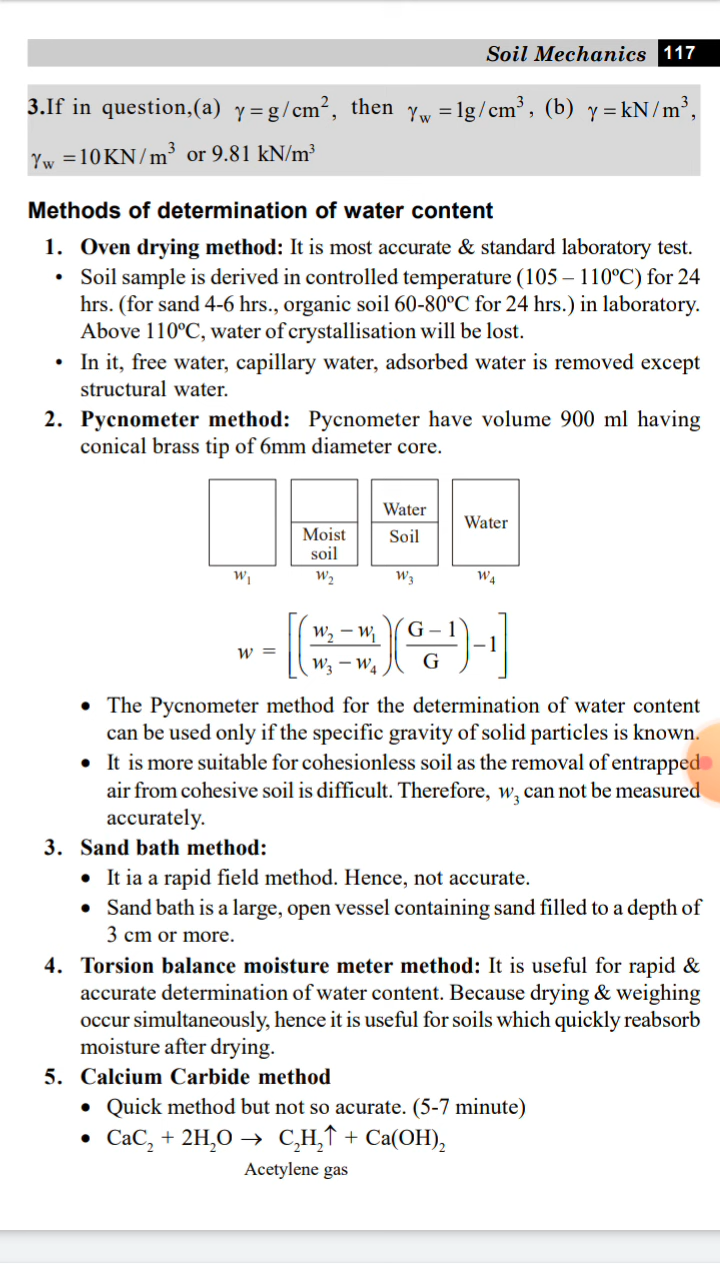 Soil Mechanics 117
3.If in question,(a) γ = g/cm², then γw = 1g/cm³, (b) γ = kN/m³,
γw = 10KN/m³ or 9.81 kN/m³
Methods of determination of water content
1. Oven drying method: It is most accurate & standard laboratory test.
• Soil sample is derived in controlled temperature (105 – 110ºC) for 24
hrs. (for sand 4-6 hrs., organic soil 60-80ºC for 24 hrs.) in laboratory.
Above 110ºC, water of crystallisation will be lost.
• In it, free water, capillary water, adsorbed water is removed except
structural water.
2. Pycnometer method: Pycnometer have volume 900 ml having
conical brass tip of 6mm diameter core.
Moist
soil
Water
Soil
Water
w₁ w₂ w₃ w₄
w = [((w₂ – w₁)/(w₃ – w₄))((G – 1)/G) – 1]
• The Pycnometer method for the determination of water content
can be used only if the specific gravity of solid particles is known.
• It is more suitable for cohesionless soil as the removal of entrapped
air from cohesive soil is difficult. Therefore, w₃ can not be measured
accurately.
3. Sand bath method:
• It ia a rapid field method. Hence, not accurate.
• Sand bath is a large, open vessel containing sand filled to a depth of
3 cm or more.
4. Torsion balance moisture meter method: It is useful for rapid &
accurate determination of water content. Because drying & weighing
occur simultaneously, hence it is useful for soils which quickly reabsorb
moisture after drying.
5. Calcium Carbide method
• Quick method but not so acurate. (5-7 minute)
• CaC₂ + 2H₂O → C₂H₂↑ + Ca(OH)₂
Acetylene gas